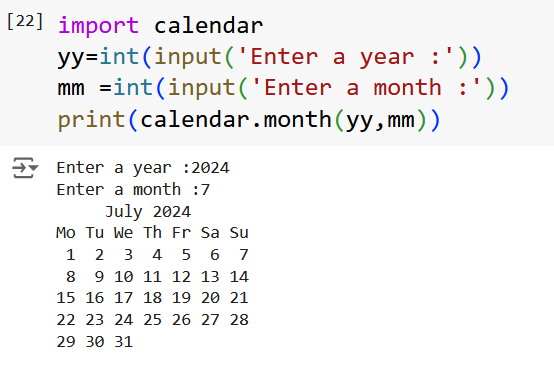 [22] import calendar
yy=int(input('Enter a year :'))
mm =int(input('Enter a month :'))
print(calendar.month(yy,mm))
Enter a year :2024
Enter a month :7
     July 2024
Mo Tu We Th Fr Sa Su
 1  2  3  4  5  6  7
 8  9 10 11 12 13 14
15 16 17 18 19 20 21
22 23 24 25 26 27 28
29 30 31